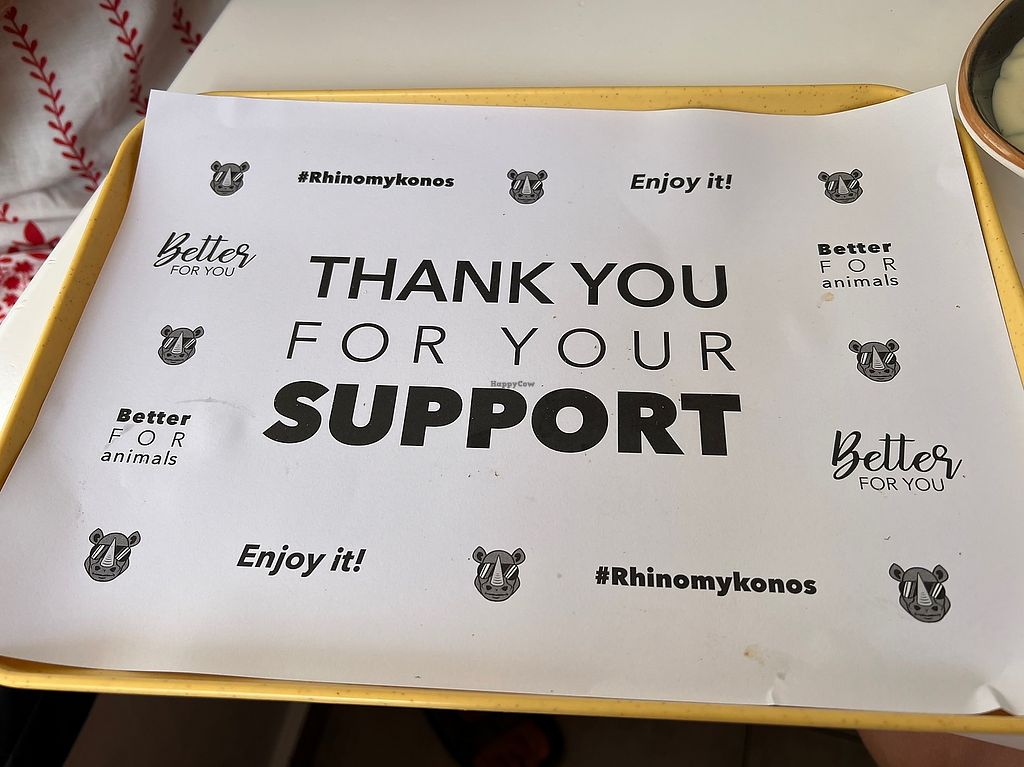 #Rhinomykonos
Enjoy it!
Better
FOR YOU
Better
FOR
animals
THANK YOU
FOR YOUR
HappyCow
SUPPORT
Better
FOR
animals
Better
FOR YOU
Enjoy it!
#Rhinomykonos